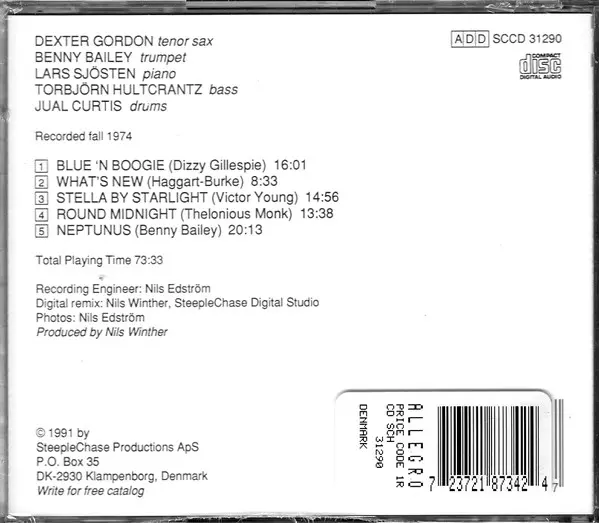 DEXTER GORDON tenor sax
BENNY BAILEY trumpet
LARS SJÖSTEN piano
TORBJÖRN HULTCRANTZ bass
JUAL CURTIS drums
ADD SCCD 31290
COMPACT
disc
DIGITAL AUDIO
Recorded fall 1974
1 BLUE 'N BOOGIE (Dizzy Gillespie) 16:01
2 WHAT'S NEW (Haggart-Burke) 8:33
3 STELLA BY STARLIGHT (Victor Young) 14:56
4 ROUND MIDNIGHT (Thelonious Monk) 13:38
5 NEPTUNUS (Benny Bailey) 20:13
Total Playing Time 73:33
Recording Engineer: Nils Edström
Digital remix: Nils Winther, SteepleChase Digital Studio
Photos: Nils Edström
Produced by Nils Winther
© 1991 by
SteepleChase Productions ApS
P.O. Box 35
DK-2930 Klampenborg, Denmark
Write for free catalog
ALLEGRO
PRICE CODE 1R
CD SCH
31290
DENMARK
7 23721 87342 4